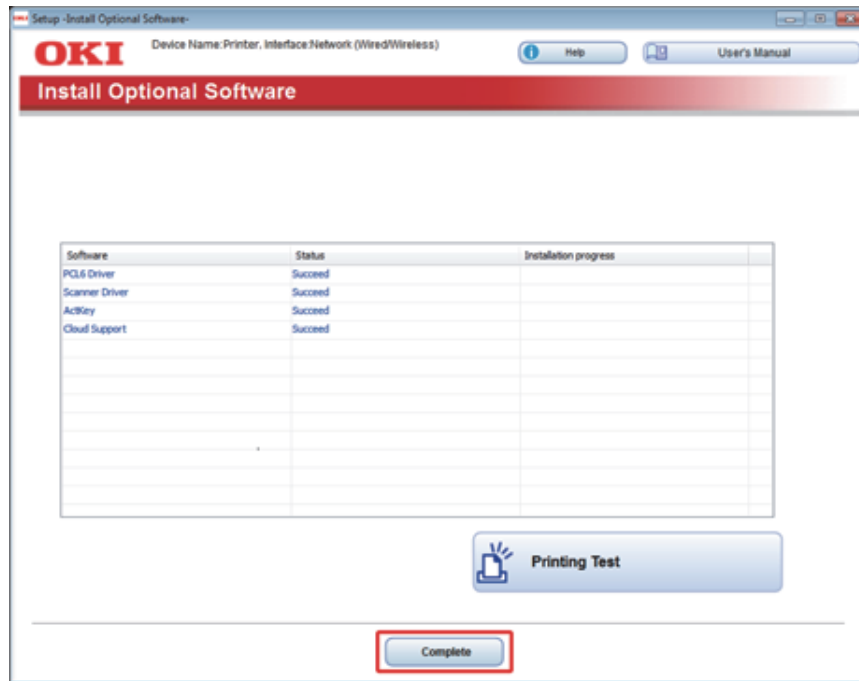 OKI Setup -Install Optional Software-
OKI Device Name:Printer, Interface:Network (Wired/Wireless) Help User's Manual
Install Optional Software
Software Status Installation progress
PCL6 Driver Succeed
Scanner Driver Succeed
ActKey Succeed
Cloud Support Succeed
Printing Test
Complete